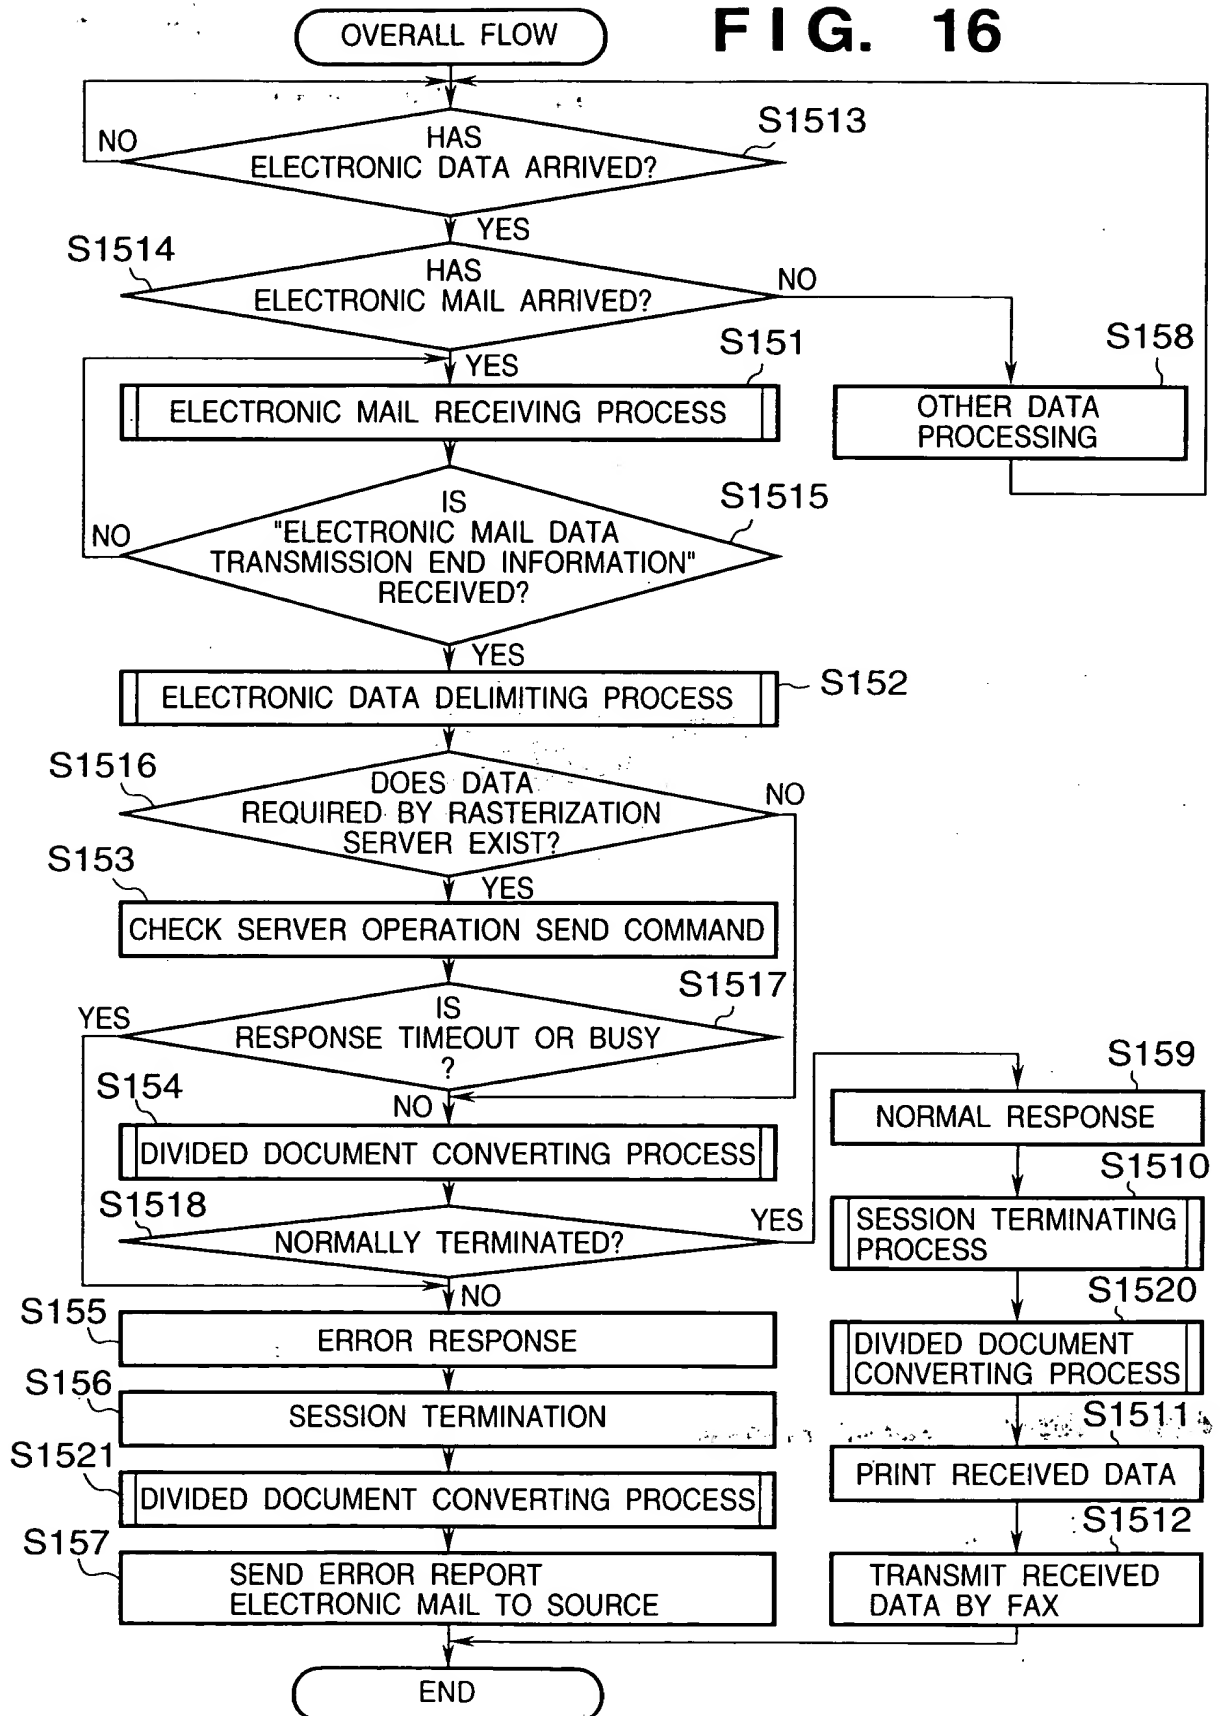 OVERALL FLOW
FIG. 16
S1513
NO
HAS
ELECTRONIC DATA ARRIVED?
YES
S1514
HAS
ELECTRONIC MAIL ARRIVED?
NO
YES
S151
ELECTRONIC MAIL RECEIVING PROCESS
S158
OTHER DATA
PROCESSING
S1515
NO
IS
"ELECTRONIC MAIL DATA
TRANSMISSION END INFORMATION"
RECEIVED?
YES
ELECTRONIC DATA DELIMITING PROCESS
S152
S1516
DOES DATA
REQUIRED BY RASTERIZATION
SERVER EXIST?
NO
S153
YES
CHECK SERVER OPERATION SEND COMMAND
S1517
YES
IS
RESPONSE TIMEOUT OR BUSY
?
S154
NO
DIVIDED DOCUMENT CONVERTING PROCESS
S1518
NORMALLY TERMINATED?
YES
NO
S155
ERROR RESPONSE
S156
SESSION TERMINATION
S1521
DIVIDED DOCUMENT CONVERTING PROCESS
S157
SEND ERROR REPORT
ELECTRONIC MAIL TO SOURCE
S159
NORMAL RESPONSE
S1510
SESSION TERMINATING
PROCESS
S1520
DIVIDED DOCUMENT
CONVERTING PROCESS
S1511
PRINT RECEIVED DATA
S1512
TRANSMIT RECEIVED
DATA BY FAX
END